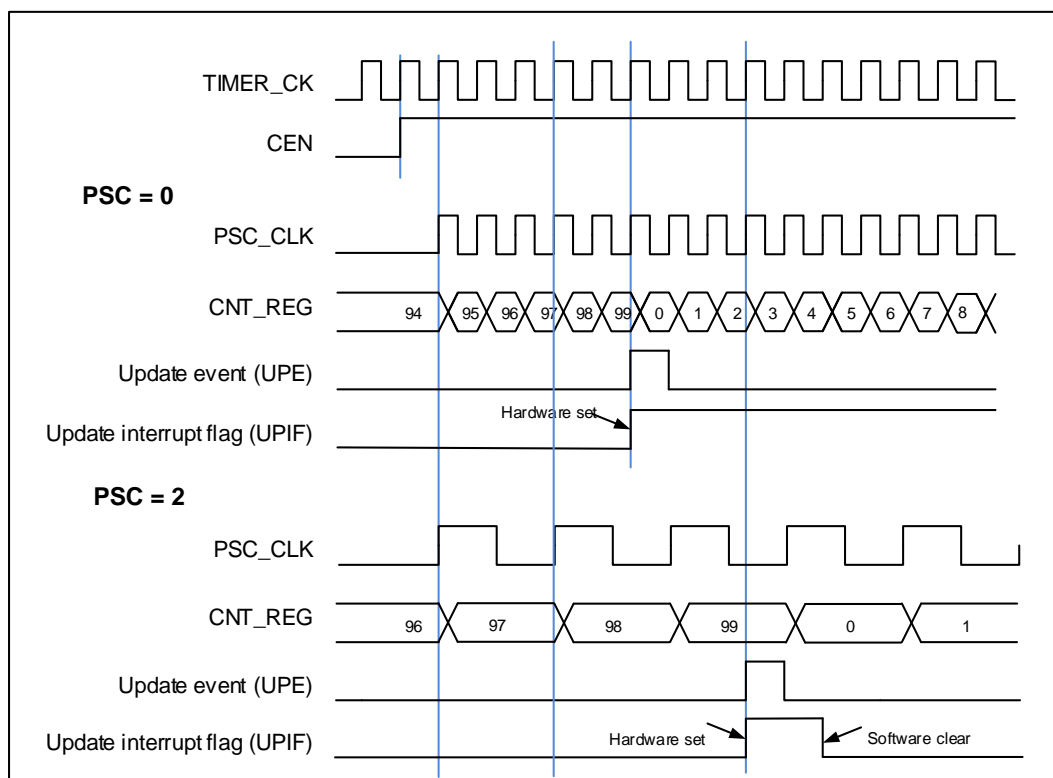 TIMER_CK
CEN
PSC = 0
PSC_CLK
CNT_REG 94 95 96 97 98 99 0 1 2 3 4 5 6 7 8
Update event (UPE)
Hardware set
Update interrupt flag (UPIF)
PSC = 2
PSC_CLK
CNT_REG 96 97 98 99 0 1
Update event (UPE)
Update interrupt flag (UPIF) Hardware set Software clear